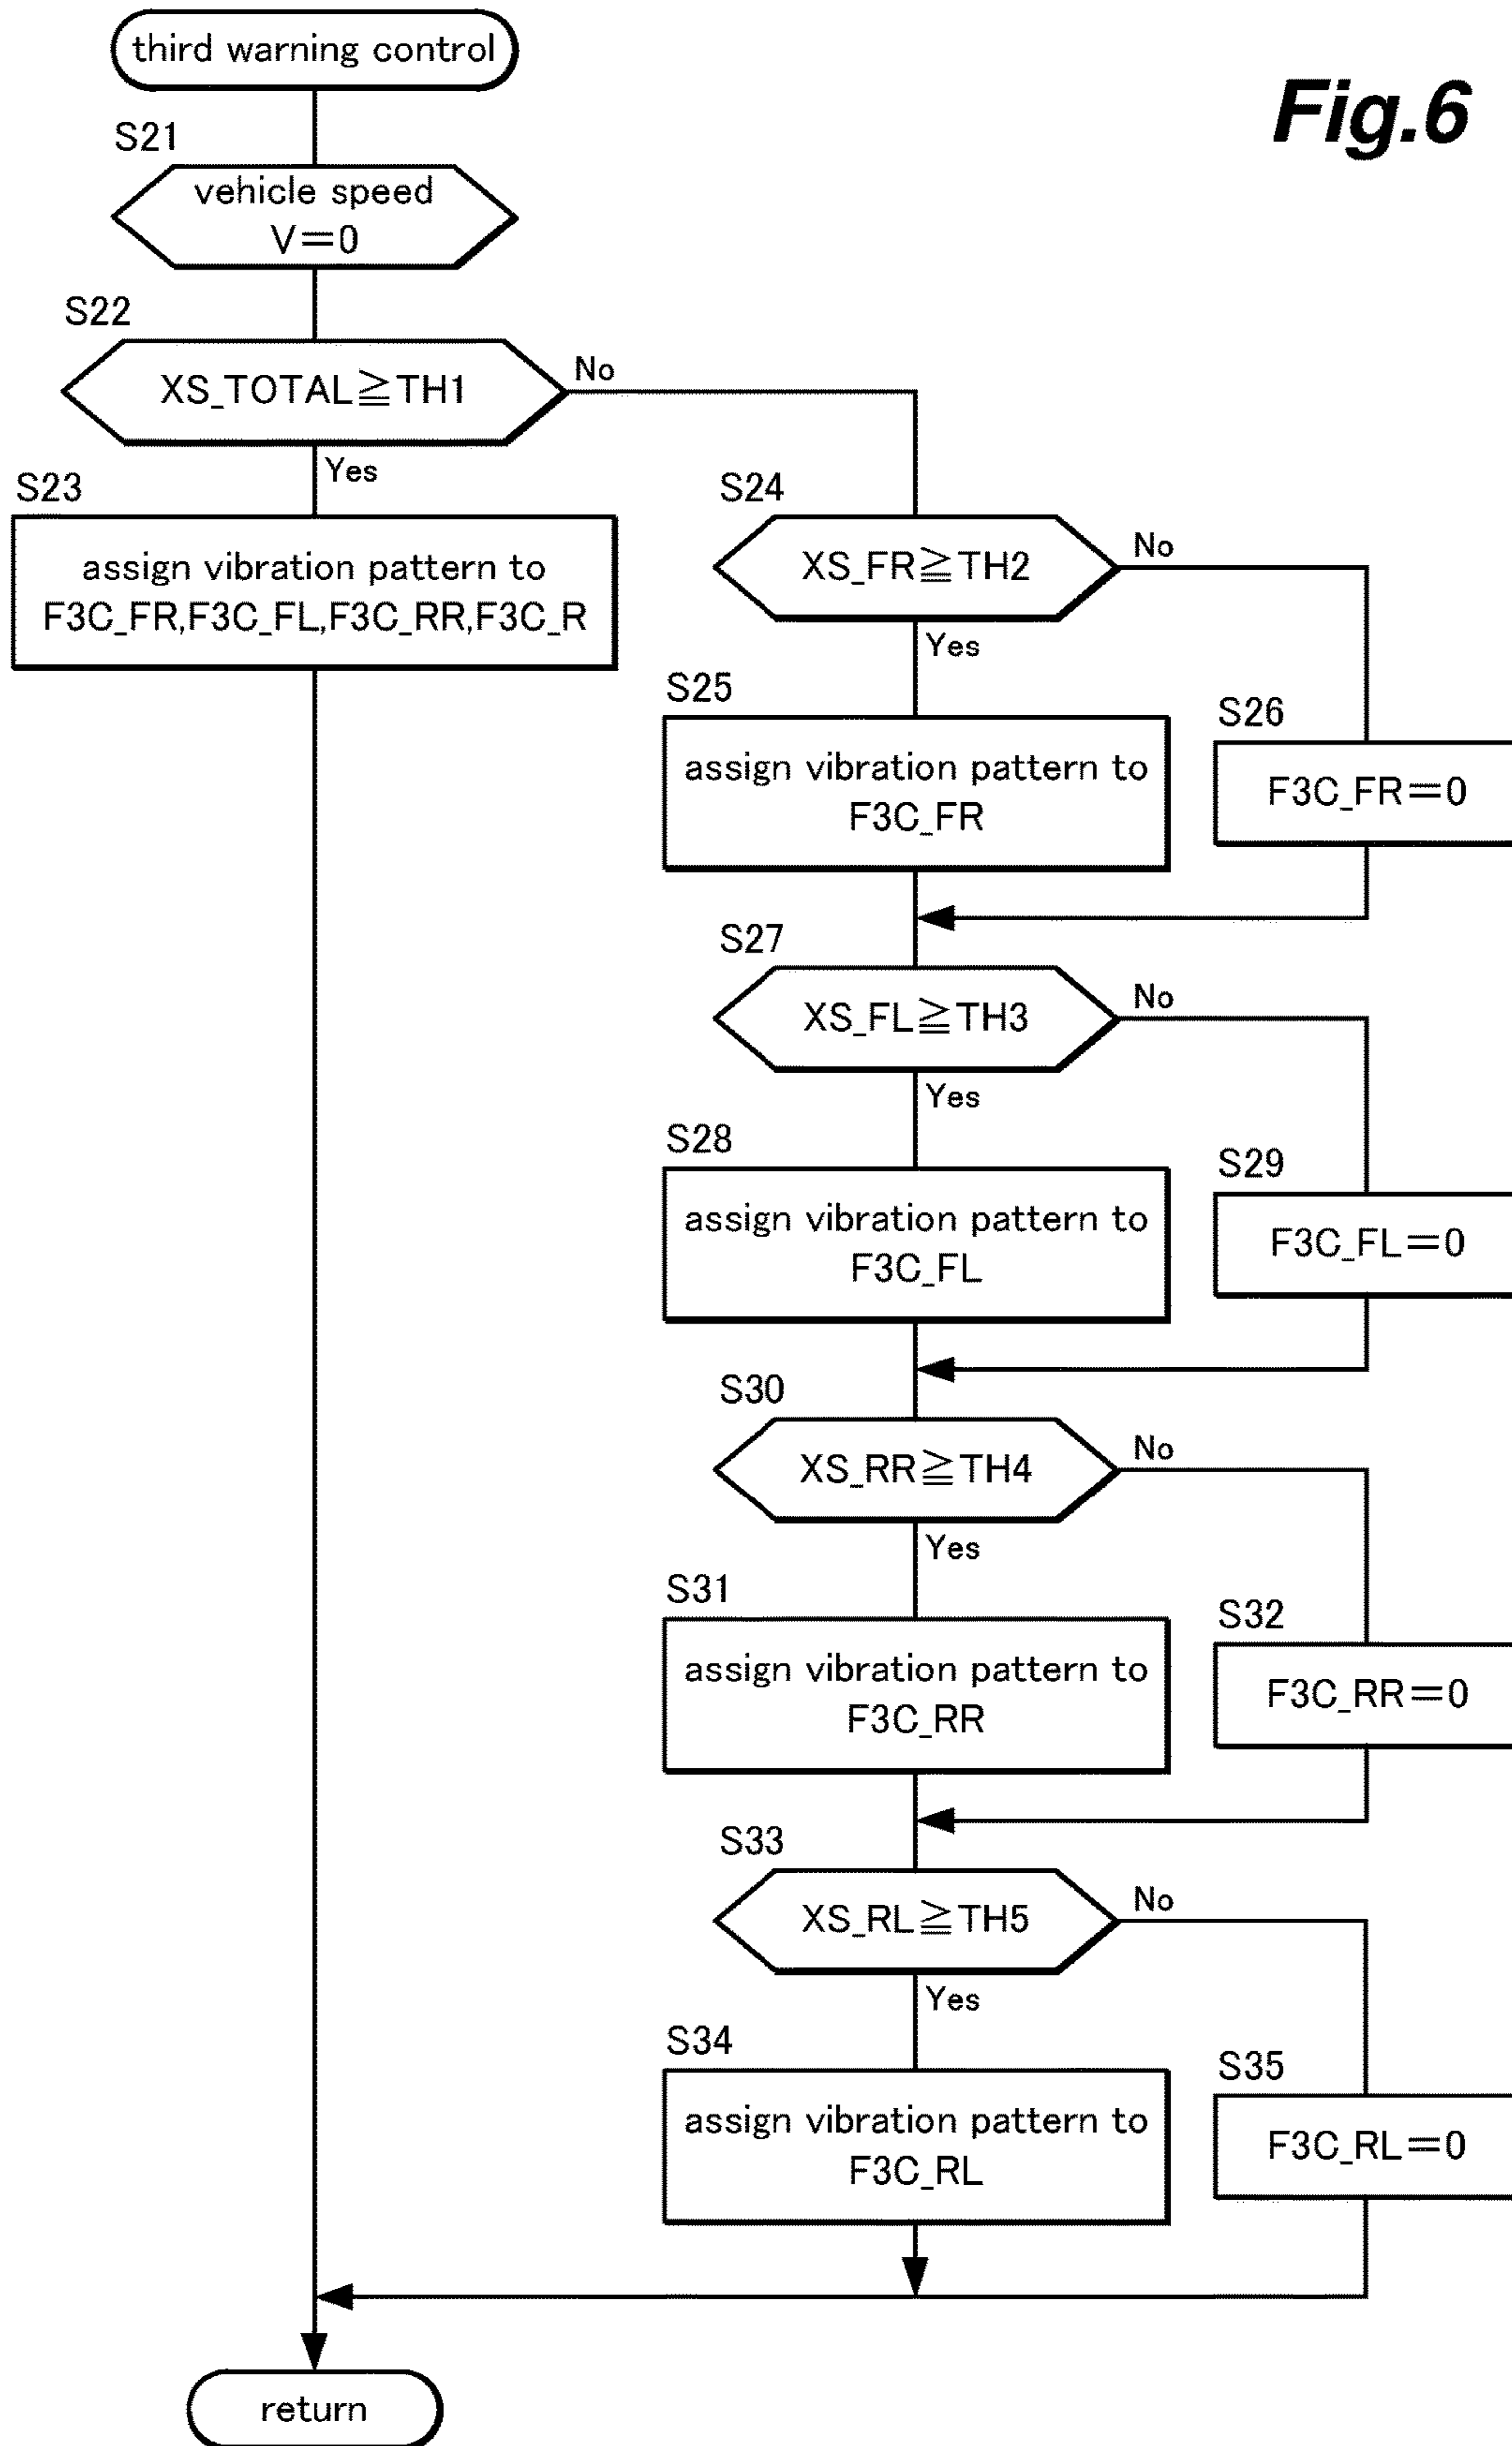 third warning control
Fig.6
S21
vehicle speed
V=0
S22
XS_TOTAL≧TH1
No
Yes
S23
assign vibration pattern to
F3C_FR,F3C_FL,F3C_RR,F3C_R
S24
XS_FR≧TH2
No
Yes
S25
assign vibration pattern to
F3C_FR
S26
F3C_FR=0
S27
XS_FL≧TH3
No
Yes
S28
assign vibration pattern to
F3C_FL
S29
F3C_FL=0
S30
XS_RR≧TH4
No
Yes
S31
assign vibration pattern to
F3C_RR
S32
F3C_RR=0
S33
XS_RL≧TH5
No
Yes
S34
assign vibration pattern to
F3C_RL
S35
F3C_RL=0
return